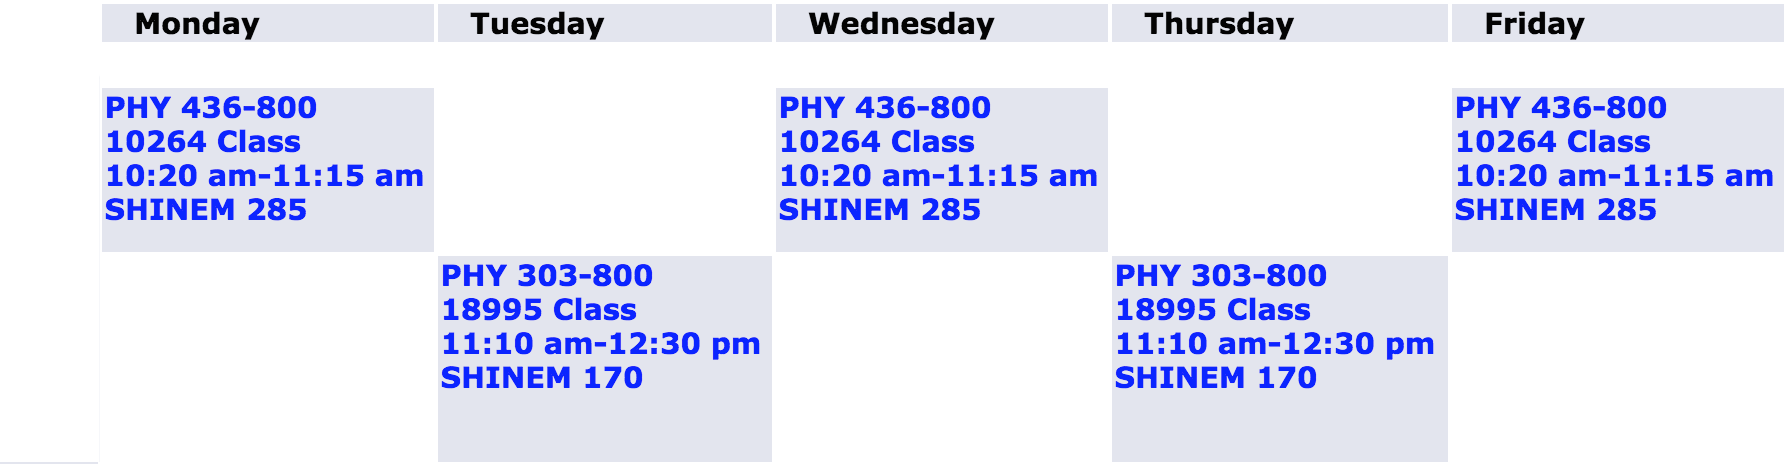 Monday
Tuesday
Wednesday
Thursday
Friday
PHY 436-800
10264 Class
10:20 am-11:15 am
SHINEM 285
PHY 436-800
10264 Class
10:20 am-11:15 am
SHINEM 285
PHY 436-800
10264 Class
10:20 am-11:15 am
SHINEM 285
PHY 303-800
18995 Class
11:10 am-12:30 pm
SHINEM 170
PHY 303-800
18995 Class
11:10 am-12:30 pm
SHINEM 170